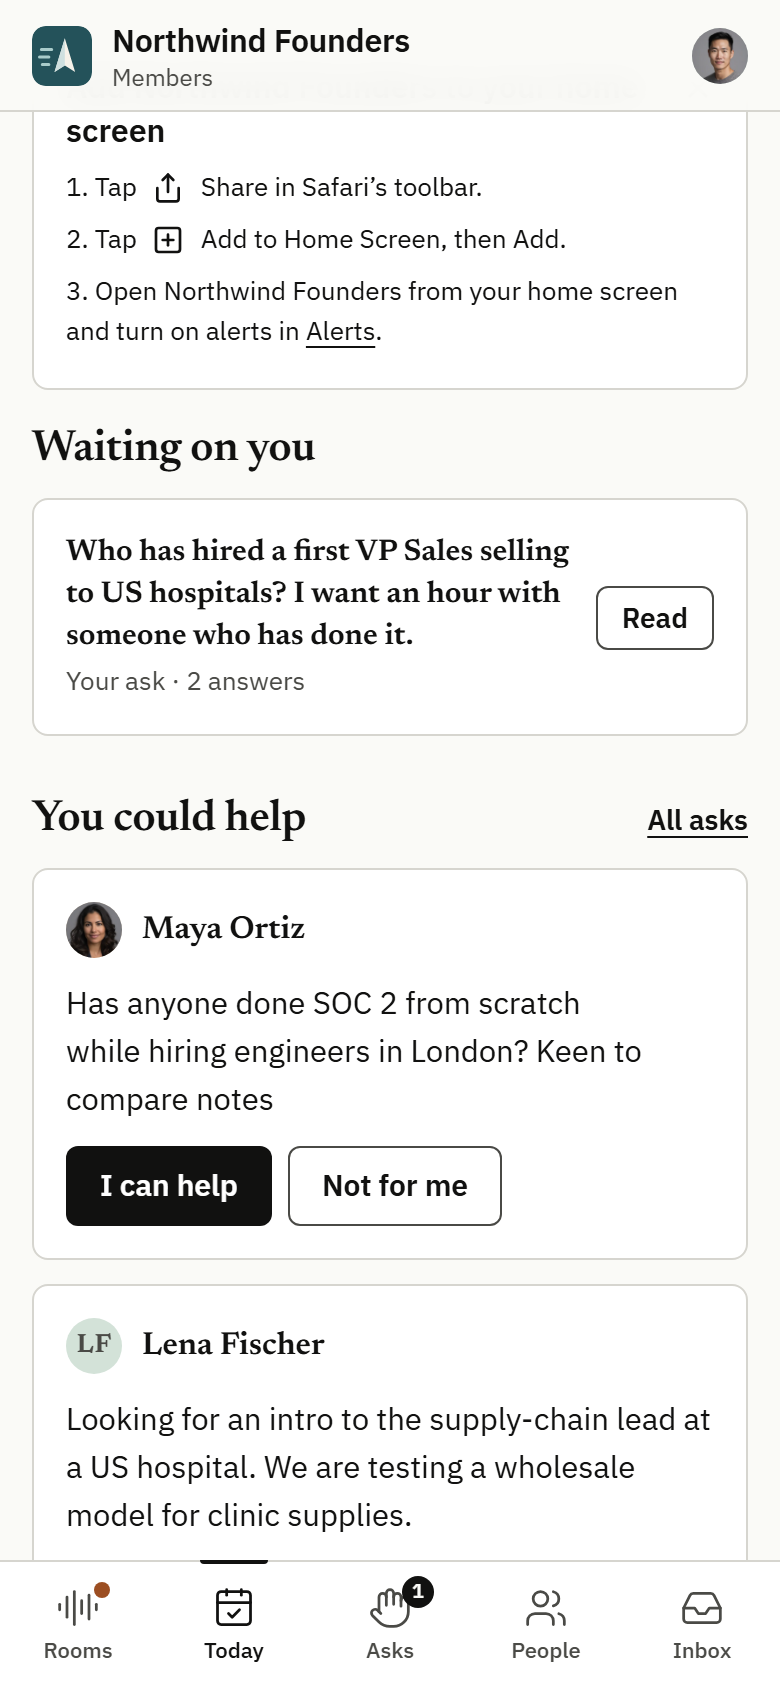 Northwind Founders
Members
screen
1. Tap Share in Safari’s toolbar.
2. Tap Add to Home Screen, then Add.
3. Open Northwind Founders from your home screen
and turn on alerts in Alerts.
Waiting on you
Who has hired a first VP Sales selling
to US hospitals? I want an hour with
someone who has done it.
Your ask · 2 answers
Read
You could help
All asks
Maya Ortiz
Has anyone done SOC 2 from scratch
while hiring engineers in London? Keen to
compare notes
I can help
Not for me
LF
Lena Fischer
Looking for an intro to the supply-chain lead at
a US hospital. We are testing a wholesale
model for clinic supplies.
1
Rooms
Today
Asks
People
Inbox